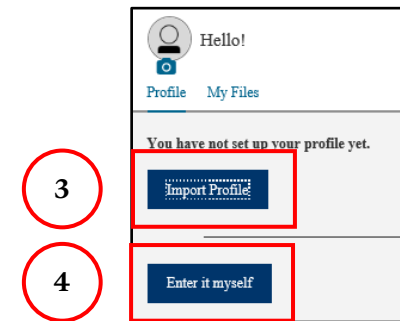 Hello!
Profile My Files
You have not set up your profile yet.
3
Import Profile
4
Enter it myself